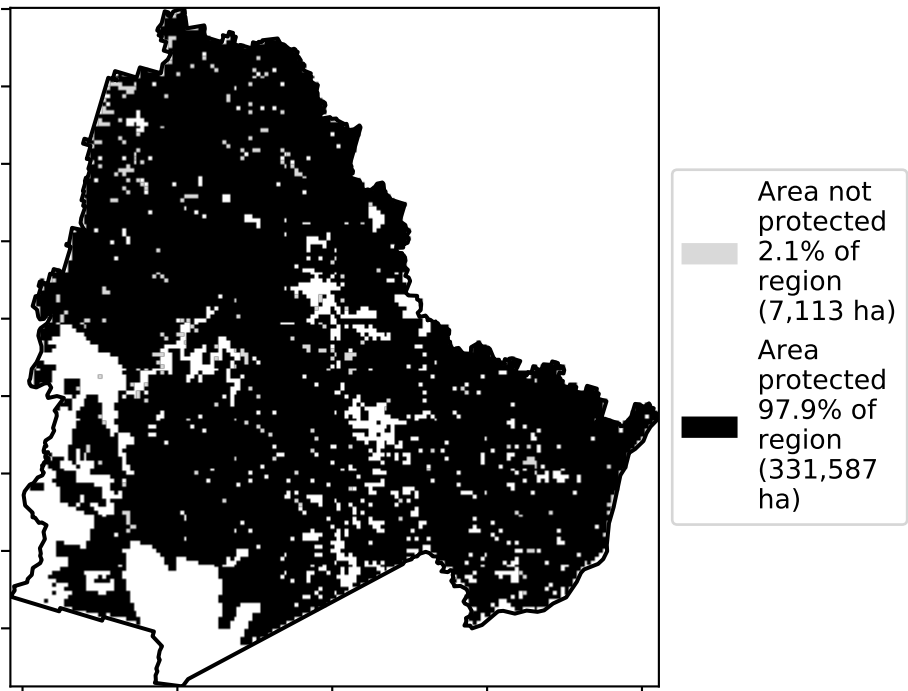 Area not
protected
2.1% of
region
(7,113 ha)
Area
protected
97.9% of
region
(331,587
ha)